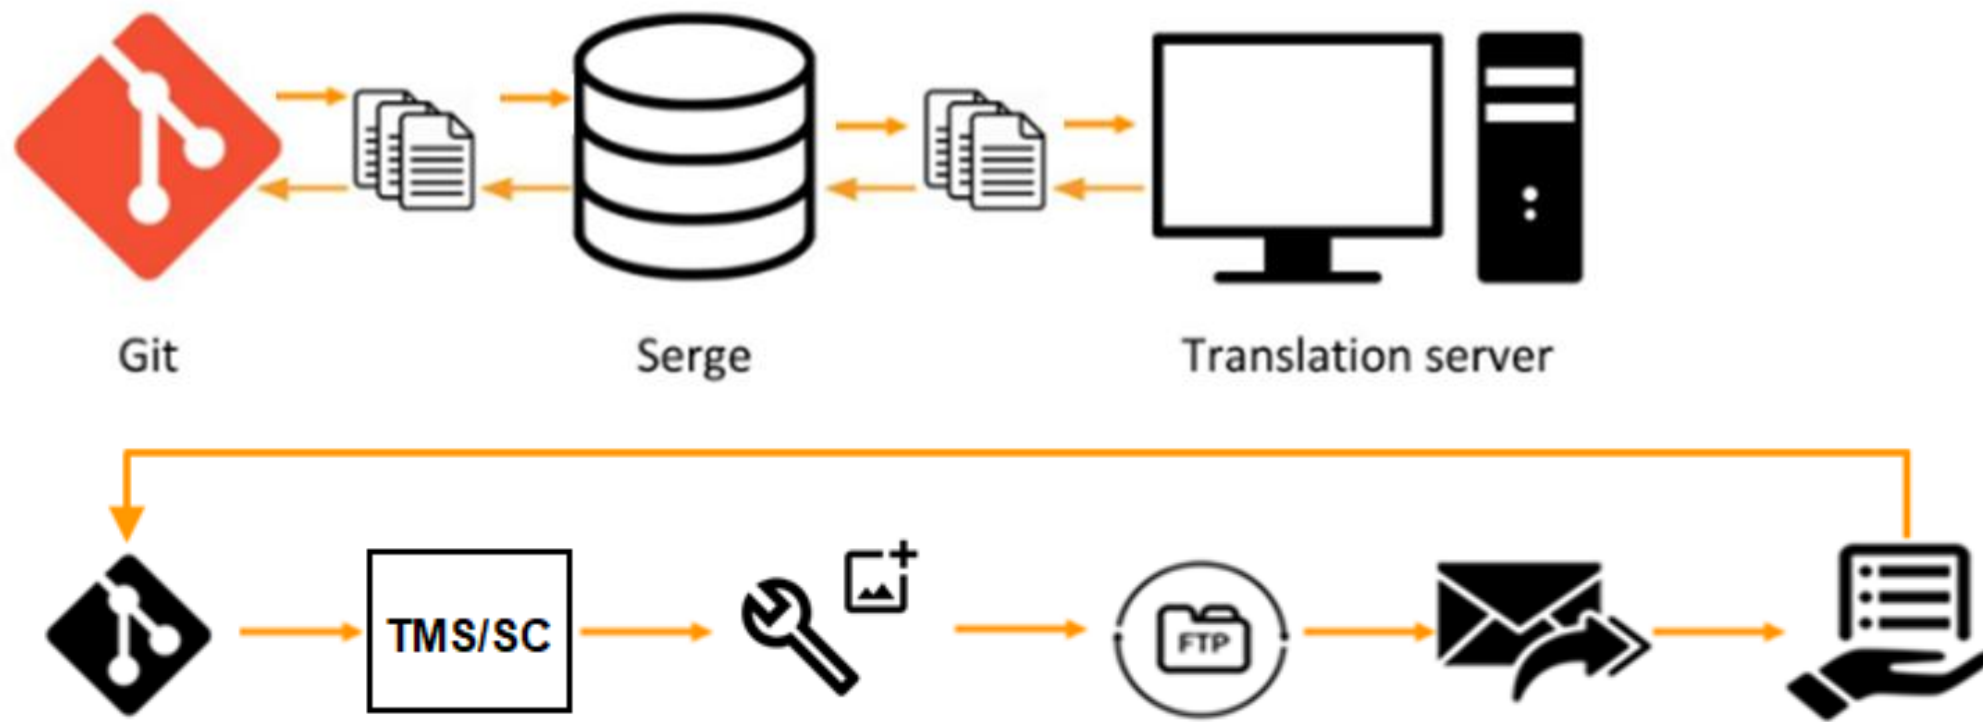 Git
Serge
Translation server
TMS/SC
FTP